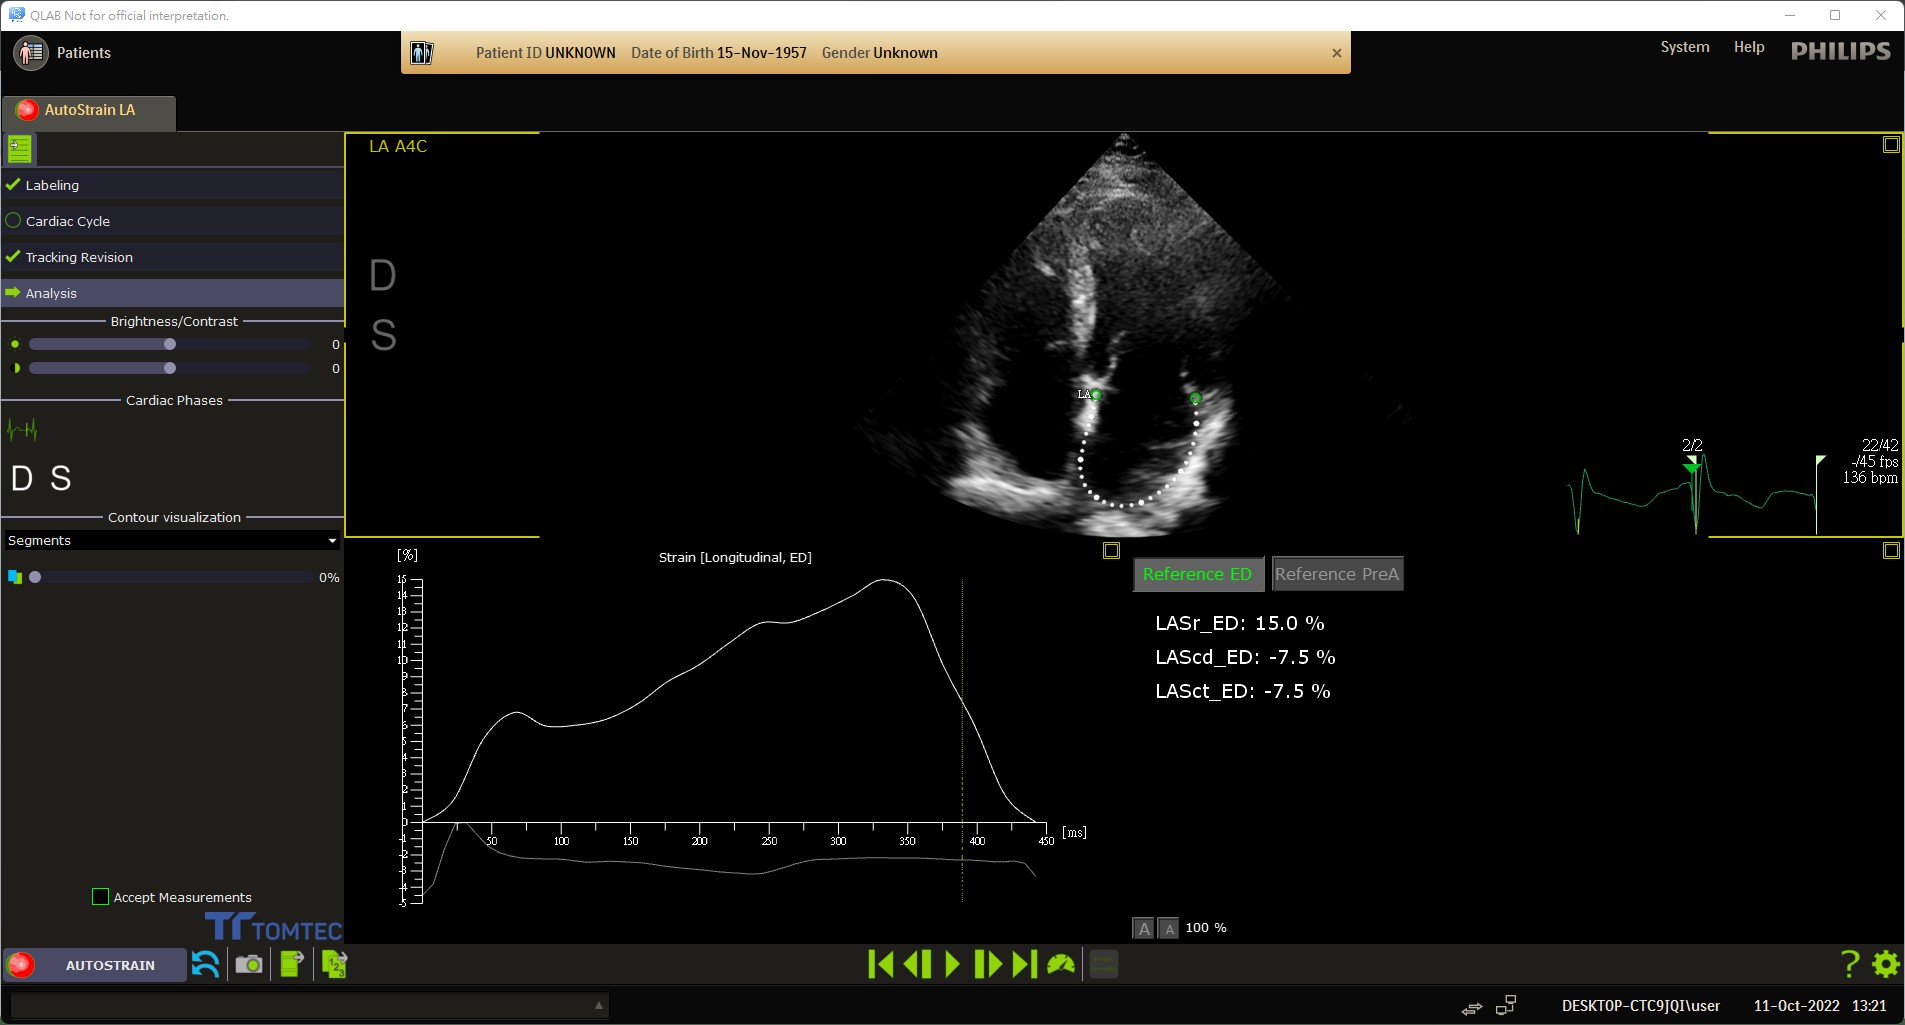 QLAB Not for official interpretation.
Patients
Patient ID UNKNOWN Date of Birth 15-Nov-1957 Gender Unknown
System Help PHILIPS
AutoStrain LA
Labeling
Cardiac Cycle
Tracking Revision
Analysis
Brightness/Contrast
0
0
Cardiac Phases
D S
Contour visualization
Segments
0%
Accept Measurements
TOMTEC
LA A4C
D
S
LA
2/2
22/42
-/45 fps
136 bpm
[%]
Strain [Longitudinal, ED]
15
14
13
12
11
10
9
8
7
6
5
4
3
2
1
0
-1
-2
-3
-4
-5
50 100 150 200 250 300 350 400 450 [ms]
Reference ED Reference PreA
LASr_ED: 15.0 %
LAScd_ED: -7.5 %
LASct_ED: -7.5 %
A A 100 %
AUTOSTRAIN
DESKTOP-CTC9JQI\user 11-Oct-2022 13:21